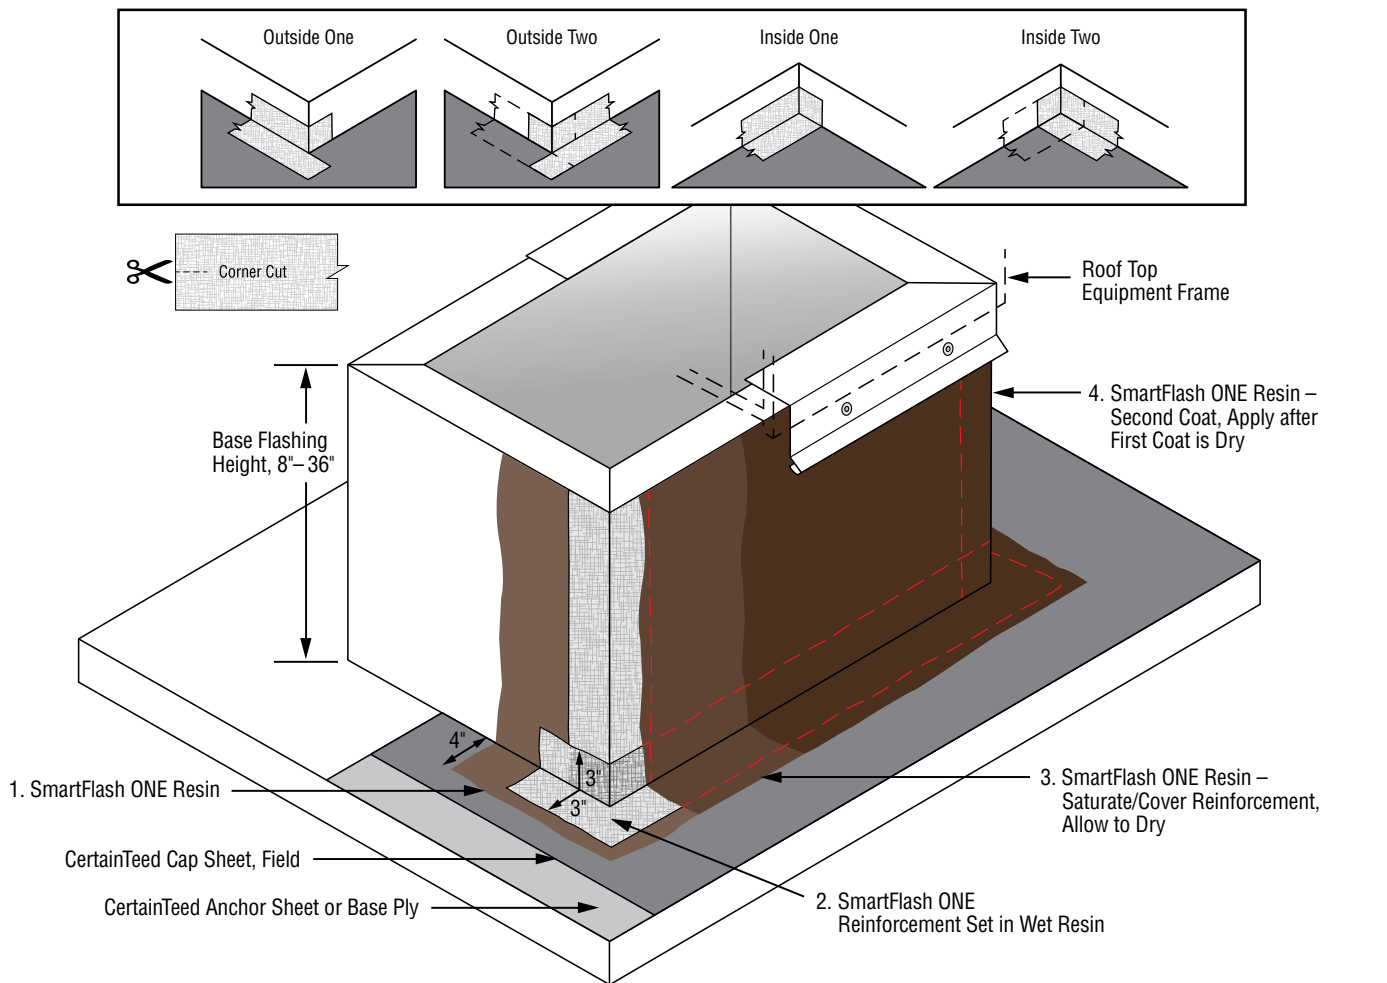 Outside One
Outside Two
Inside One
Inside Two
Corner Cut
Roof Top
Equipment Frame
4. SmartFlash ONE Resin –
Second Coat, Apply after
First Coat is Dry
Base Flashing
Height, 8"– 36"
4"
3"
3"
1. SmartFlash ONE Resin
3. SmartFlash ONE Resin –
Saturate/Cover Reinforcement,
Allow to Dry
CertainTeed Cap Sheet, Field
CertainTeed Anchor Sheet or Base Ply
2. SmartFlash ONE
Reinforcement Set in Wet Resin